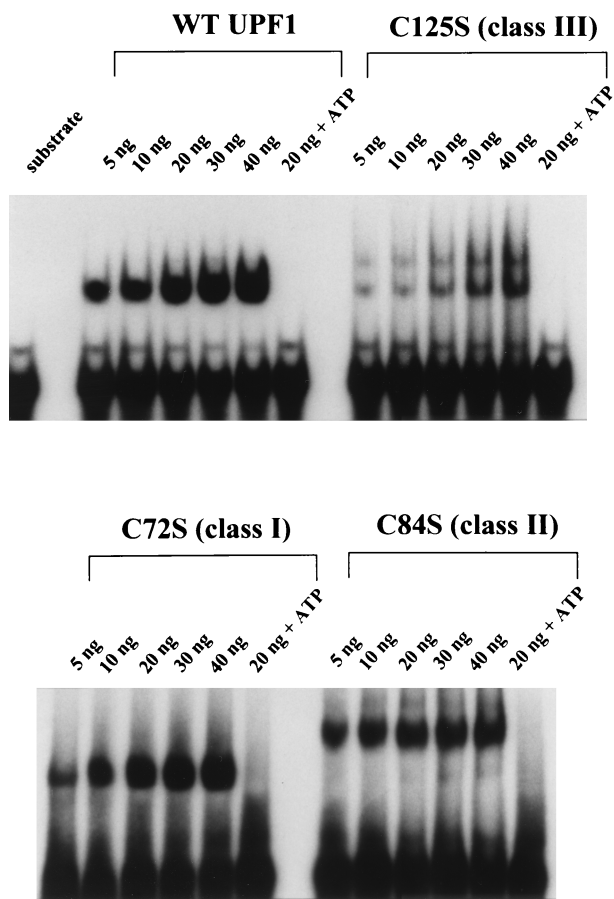 WT UPF1 C125S (class III)
substrate 5 ng 10 ng 20 ng 30 ng 40 ng 20 ng + ATP 5 ng 10 ng 20 ng 30 ng 40 ng 20 ng + ATP
C72S (class I) C84S (class II)
5 ng 10 ng 20 ng 30 ng 40 ng 20 ng + ATP 5 ng 10 ng 20 ng 30 ng 40 ng 20 ng + ATP